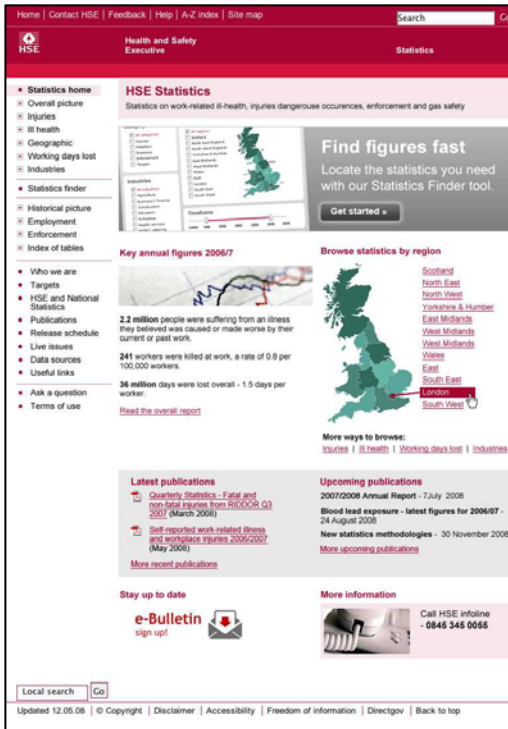 Home | Contact HSE | Feedback | Help | A-Z index | Site map
Search
Go
HSE
Health and Safety
Executive
Statistics
Statistics home
Overall picture
Injuries
Ill health
Geographic
Working days lost
Industries
Statistics finder
Historical picture
Employment
Enforcement
Index of tables
Who we are
Targets
HSE and National
Statistics
Publications
Release schedule
Live issues
Data sources
Useful links
Ask a question
Terms of use
HSE Statistics
Statistics on work-related ill-health, injuries dangerouse occurences, enforcement and gas safety
Industries
Timeframe
Find figures fast
Locate the statistics you need
with our Statistics Finder tool.
Get started »
Key annual figures 2006/7
2.2 million people were suffering from an illness
they believed was caused or made worse by their
current or past work.
241 workers were killed at work, a rate of 0.8 per
100,000 workers.
36 million days were lost overall - 1.5 days per
worker.
Read the overall report
Browse statistics by region
Scotland
North East
North West
Yorkshire & Humber
East Midlands
West Midlands
West Midlands
Wales
East
South East
London
South West
More ways to browse:
Injuries | Ill health | Working days lost | Industries
Latest publications
Quarterly Statistics - Fatal and
non-fatal injuries from RIDDOR Q3
2007 (March 2008)
Self-reported work-related illness
and workplace injuries 2006/2007
(May 2008)
More recent publications
Upcoming publications
2007/2008 Annual Report - 7July 2008
Blood lead exposure - latest figures for 2006/07 -
24 August 2008
New statistics methodologies - 30 November 2008
More upcoming publications
Stay up to date
e-Bulletin
sign up!
More information
Call HSE infoline
- 0845 345 0055
Local search
Go
Updated 12.05.08 | © Copyright | Disclaimer | Accessibility | Freedom of information | Directgov | Back to top